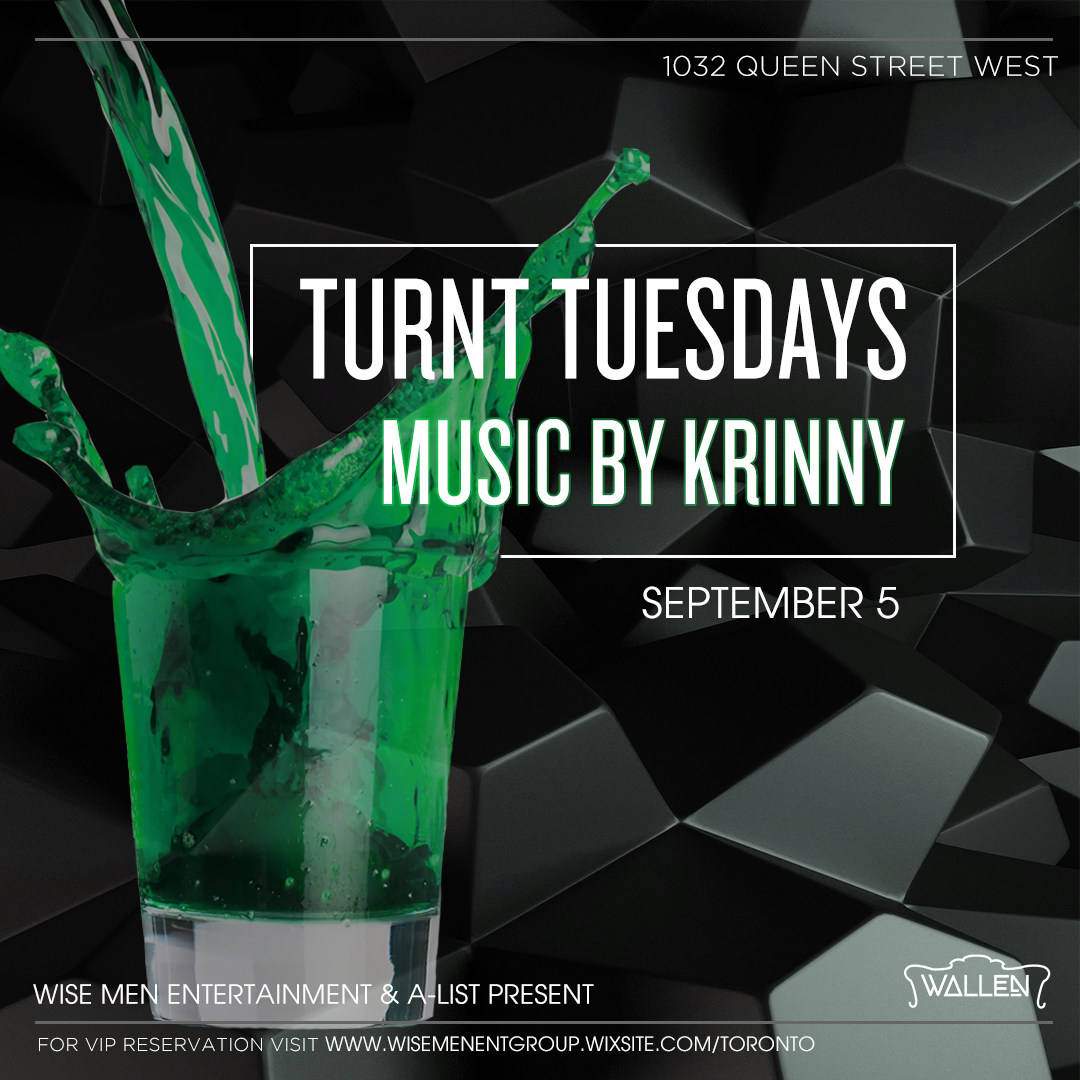 1032 QUEEN STREET WEST
TURNT TUESDAYS
MUSIC BY KRINNY
SEPTEMBER 5
WALLEN
WISE MEN ENTERTAINMENT & A-LIST PRESENT
FOR VIP RESERVATION VISIT WWW.WISEMENENTGROUP.WIXSITE.COM/TORONTO